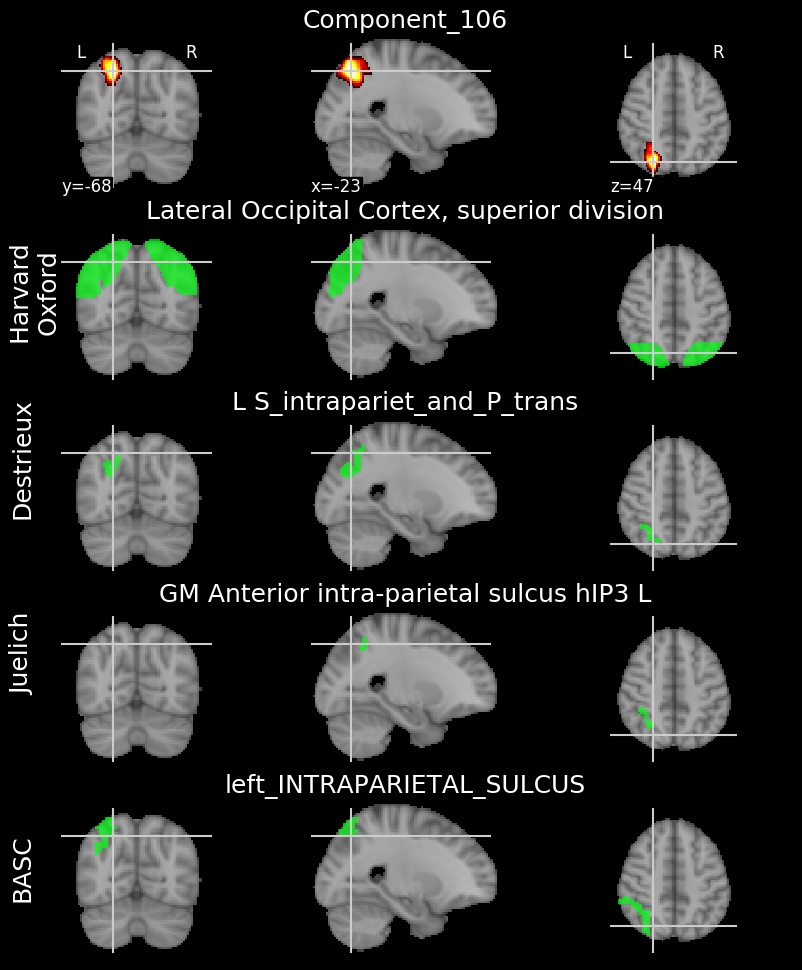 Component_106
L R
L R
y=-68
x=-23
z=47
Lateral Occipital Cortex, superior division
Harvard
Oxford
L S_intrapariet_and_P_trans
Destrieux
GM Anterior intra-parietal sulcus hIP3 L
Juelich
left_INTRAPARIETAL_SULCUS
BASC